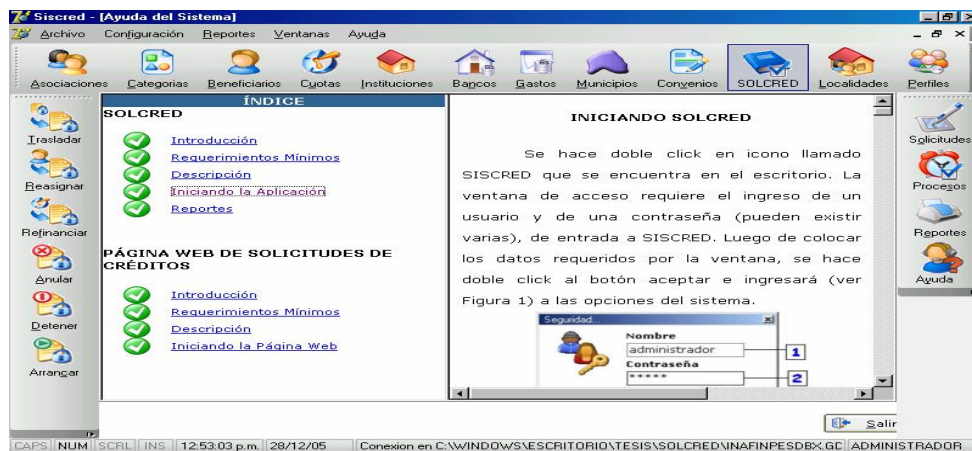 Siscred - [Ayuda del Sistema]
Archivo Configuración Reportes Ventanas Ayuda
Asociaciones Categorias Beneficiarios Cuotas Instituciones Bancos Gastos Municipios Convenios SOLCRED Localidades Perfiles
Trasladar
Reasignar
Refinanciar
Anular
Detener
Arrancar
ÍNDICE
SOLCRED
Introducción
Requerimientos Mínimos
Descripción
Iniciando la Aplicación
Reportes
PÁGINA WEB DE SOLICITUDES DE
CRÉDITOS
Introducción
Requerimientos Mínimos
Descripción
Iniciando la Página Web
INICIANDO SOLCRED
Se hace doble click en icono llamado
SISCRED que se encuentra en el escritorio. La
ventana de acceso requiere el ingreso de un
usuario y de una contraseña (pueden existir
varias), de entrada a SISCRED. Luego de colocar
los datos requeridos por la ventana, se hace
doble click al botón aceptar e ingresará (ver
Figura 1) a las opciones del sistema.
Seguridad...
Nombre
administrador 1
Contraseña
***** 2
Solicitudes
Procesos
Reportes
Ayuda
Salir
CAPS NUM SCRL INS 12:53:03 p.m. 28/12/05 Conexion en C:\WINDOWS\ESCRITORIO\TESIS\SOLCRED\INAFINPESDBX.GD ADMINISTRADOR